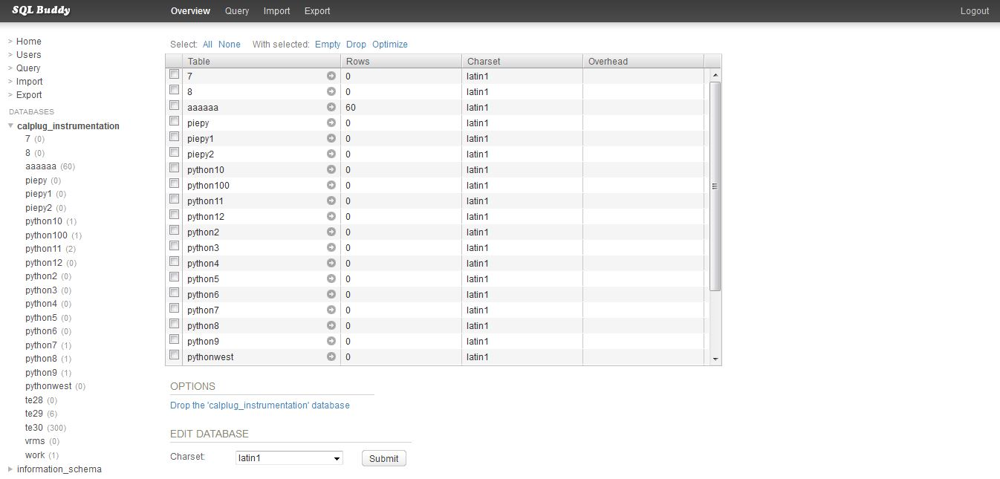 SQL Buddy Overview Query Import Export Logout
> Home
> Users
> Query
> Import
> Export
DATABASES
calplug_instrumentation
7 (0)
8 (0)
aaaaaa (60)
piepy (0)
piepy1 (0)
piepy2 (0)
python10 (1)
python100 (1)
python11 (2)
python12 (0)
python2 (0)
python3 (0)
python4 (0)
python5 (0)
python6 (0)
python7 (1)
python8 (1)
python9 (1)
pythonwest (0)
te28 (0)
te29 (6)
te30 (300)
vrms (0)
work (1)
information_schema
Select: All None With selected: Empty Drop Optimize
Table Rows Charset Overhead
7 0 latin1
8 0 latin1
aaaaaa 60 latin1
piepy 0 latin1
piepy1 0 latin1
piepy2 0 latin1
python10 0 latin1
python100 0 latin1
python11 0 latin1
python12 0 latin1
python2 0 latin1
python3 0 latin1
python4 0 latin1
python5 0 latin1
python6 0 latin1
python7 0 latin1
python8 0 latin1
python9 0 latin1
pythonwest 0 latin1
OPTIONS
Drop the 'calplug_instrumentation' database
EDIT DATABASE
Charset: latin1 Submit